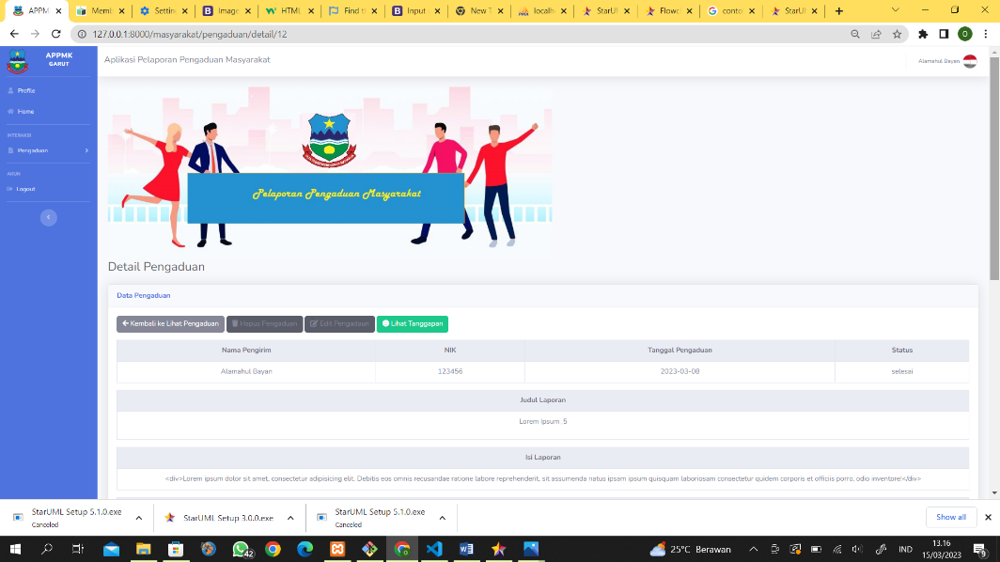 APPM
Memb
Settin
Image
HTML
Find t
Input
New T
localh
StarUl
Flowc
conto
StarUl
127.0.0.1:8000/masyarakat/pengaduan/detail/12
O
APPMK
GARUT
Aplikasi Pelaporan Pengaduan Masyarakat
Alamahul Bayan
Profile
Home
INTERAKSI
Pengaduan
AKUN
Logout
Pelaporan Pengaduan Masyarakat
Detail Pengaduan
Data Pengaduan
Kembali ke Lihat Pengaduan
Hapus Pengaduan
Edit Pengaduan
Lihat Tanggapan
Nama Pengirim NIK Tanggal Pengaduan Status
Alamahul Bayan 123456 2023-03-08 selesai
Judul Laporan
Lorem Ipsum 5
Isi Laporan
<div>Lorem ipsum dolor sit amet, consectetur adipisicing elit. Debitis eos omnis recusandae ratione labore reprehenderit, sit assumenda natus ipsam ipsum quisquam laboriosam consectetur quidem corporis et officiis porro, odio inventore!</div>
StarUML Setup 5.1.0.exe
Canceled
StarUML Setup 3.0.0.exe
StarUML Setup 5.1.0.exe
Canceled
Show all
42
25°C Berawan
IND
13.16
15/03/2023
9